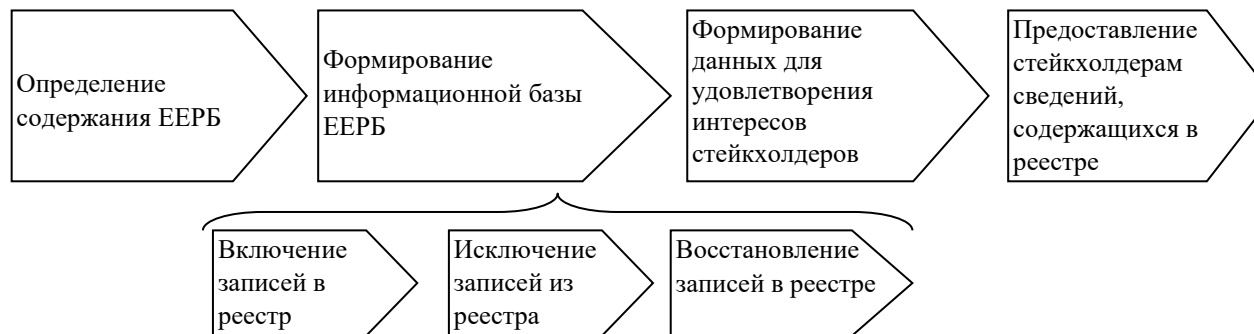 Определение
содержания ЕЕРБ
Формирование
информационной базы
ЕЕРБ
Формирование
данных для
удовлетворения
интересов
стейкхолдеров
Предоставление
стейкхолдерам
сведений,
содержащихся в
реестре
Включение
записей в
реестр
Исключение
записей из
реестра
Восстановление
записей в реестре